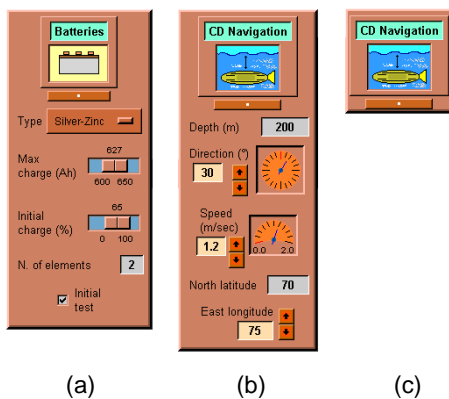 Batteries
Type Silver-Zinc
627
Max
charge (Ah)
600 650
65
Initial
charge (%)
0 100
N. of elements 2
Initial
test
(a)
CD Navigation
Depth (m) 200
Direction (º)
30
Speed
(m/sec)
1.2
0.0 2.0
North latitude 70
East longitude
75
(b)
CD Navigation
(c)